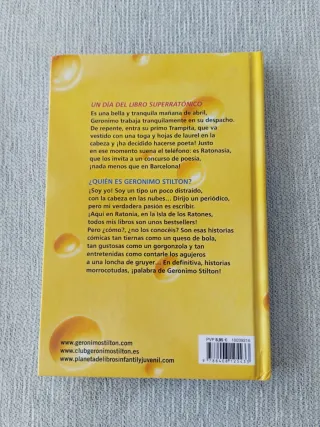 UN DÍA DEL LIBRO SUPERRATÓNICO
Es una bella y tranquila mañana de abril,
Geronimo trabaja tranquilamente en su despacho.
De repente, entra su primo Trampita, que va
vestido con una toga y hojas de laurel en la
cabeza y ¡ha decidido hacerse poeta! Justo
en ese momento suena el teléfono: es Ratonasia,
que los invita a un concurso de poesía,
¡nada menos que en Barcelona!
¿QUIÉN ES GERONIMO STILTON?
¡Soy yo! Soy un tipo un poco distraído,
con la cabeza en las nubes... Dirijo un periódico,
pero mi verdadera pasión es escribir.
¡Aquí en Ratonia, en la Isla de los Ratones,
todos mis libros son unos bestsellers!
Pero ¿cómo?, ¿no los conocéis? Son esas historias
cómicas tan tiernas como un queso de bola,
tan gustosas como un gorgonzola y tan
entretenidas como contarle los agujeros
a una loncha de gruyer... En definitiva, historias
morrocotudas, ¡palabra de Geronimo Stilton!
www.geronimostilton.com
www.clubgeronimostilton.es
www.planetadelibrosinfantilyjuvenil.com
PVP